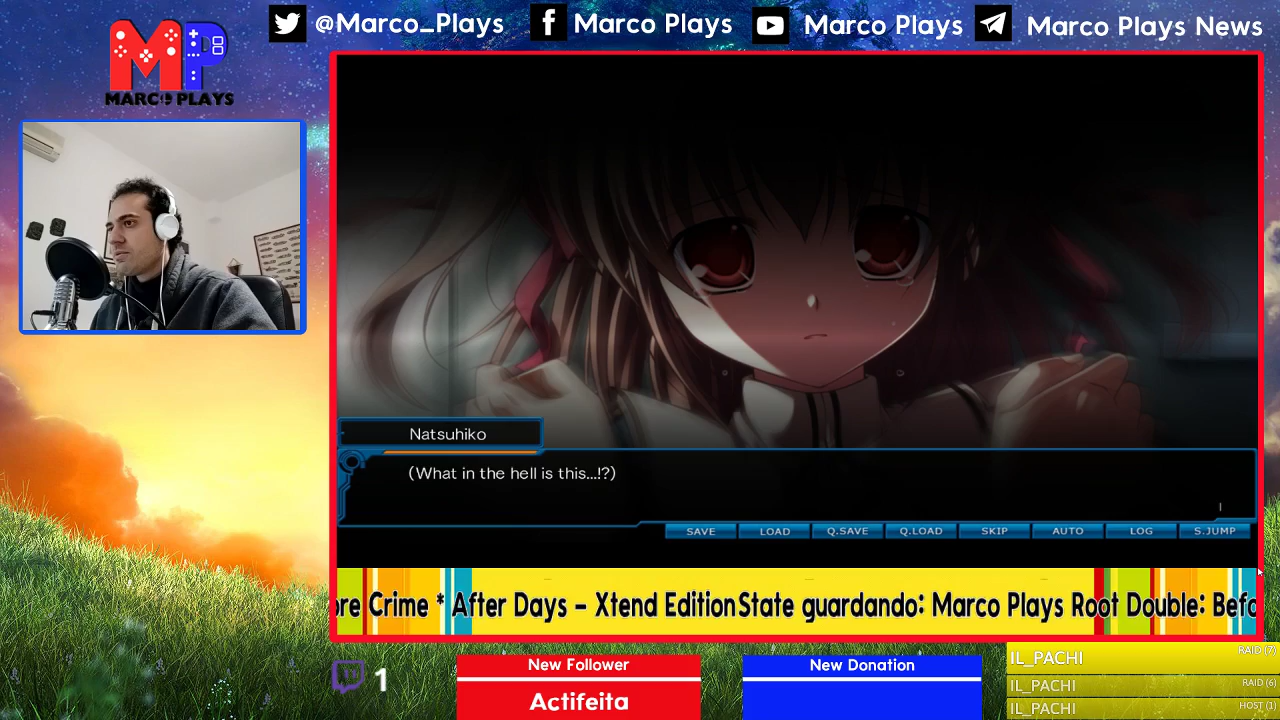 @Marco_Plays
Marco Plays
Marco Plays
Marco Plays News
MP
MARCO PLAYS
Natsuhiko
(What in the hell is this...!?)
SAVE
LOAD
Q.SAVE
Q.LOAD
SKIP
AUTO
LOG
S.JUMP
ore Crime * After Days - Xtend EditionState guardando: Marco Plays Root Double: Befo
1
New Follower
Actifeita
New Donation
IL_PACHI
RAID (7)
IL_PACHI
RAID (6)
IL_PACHI
HOST (1)